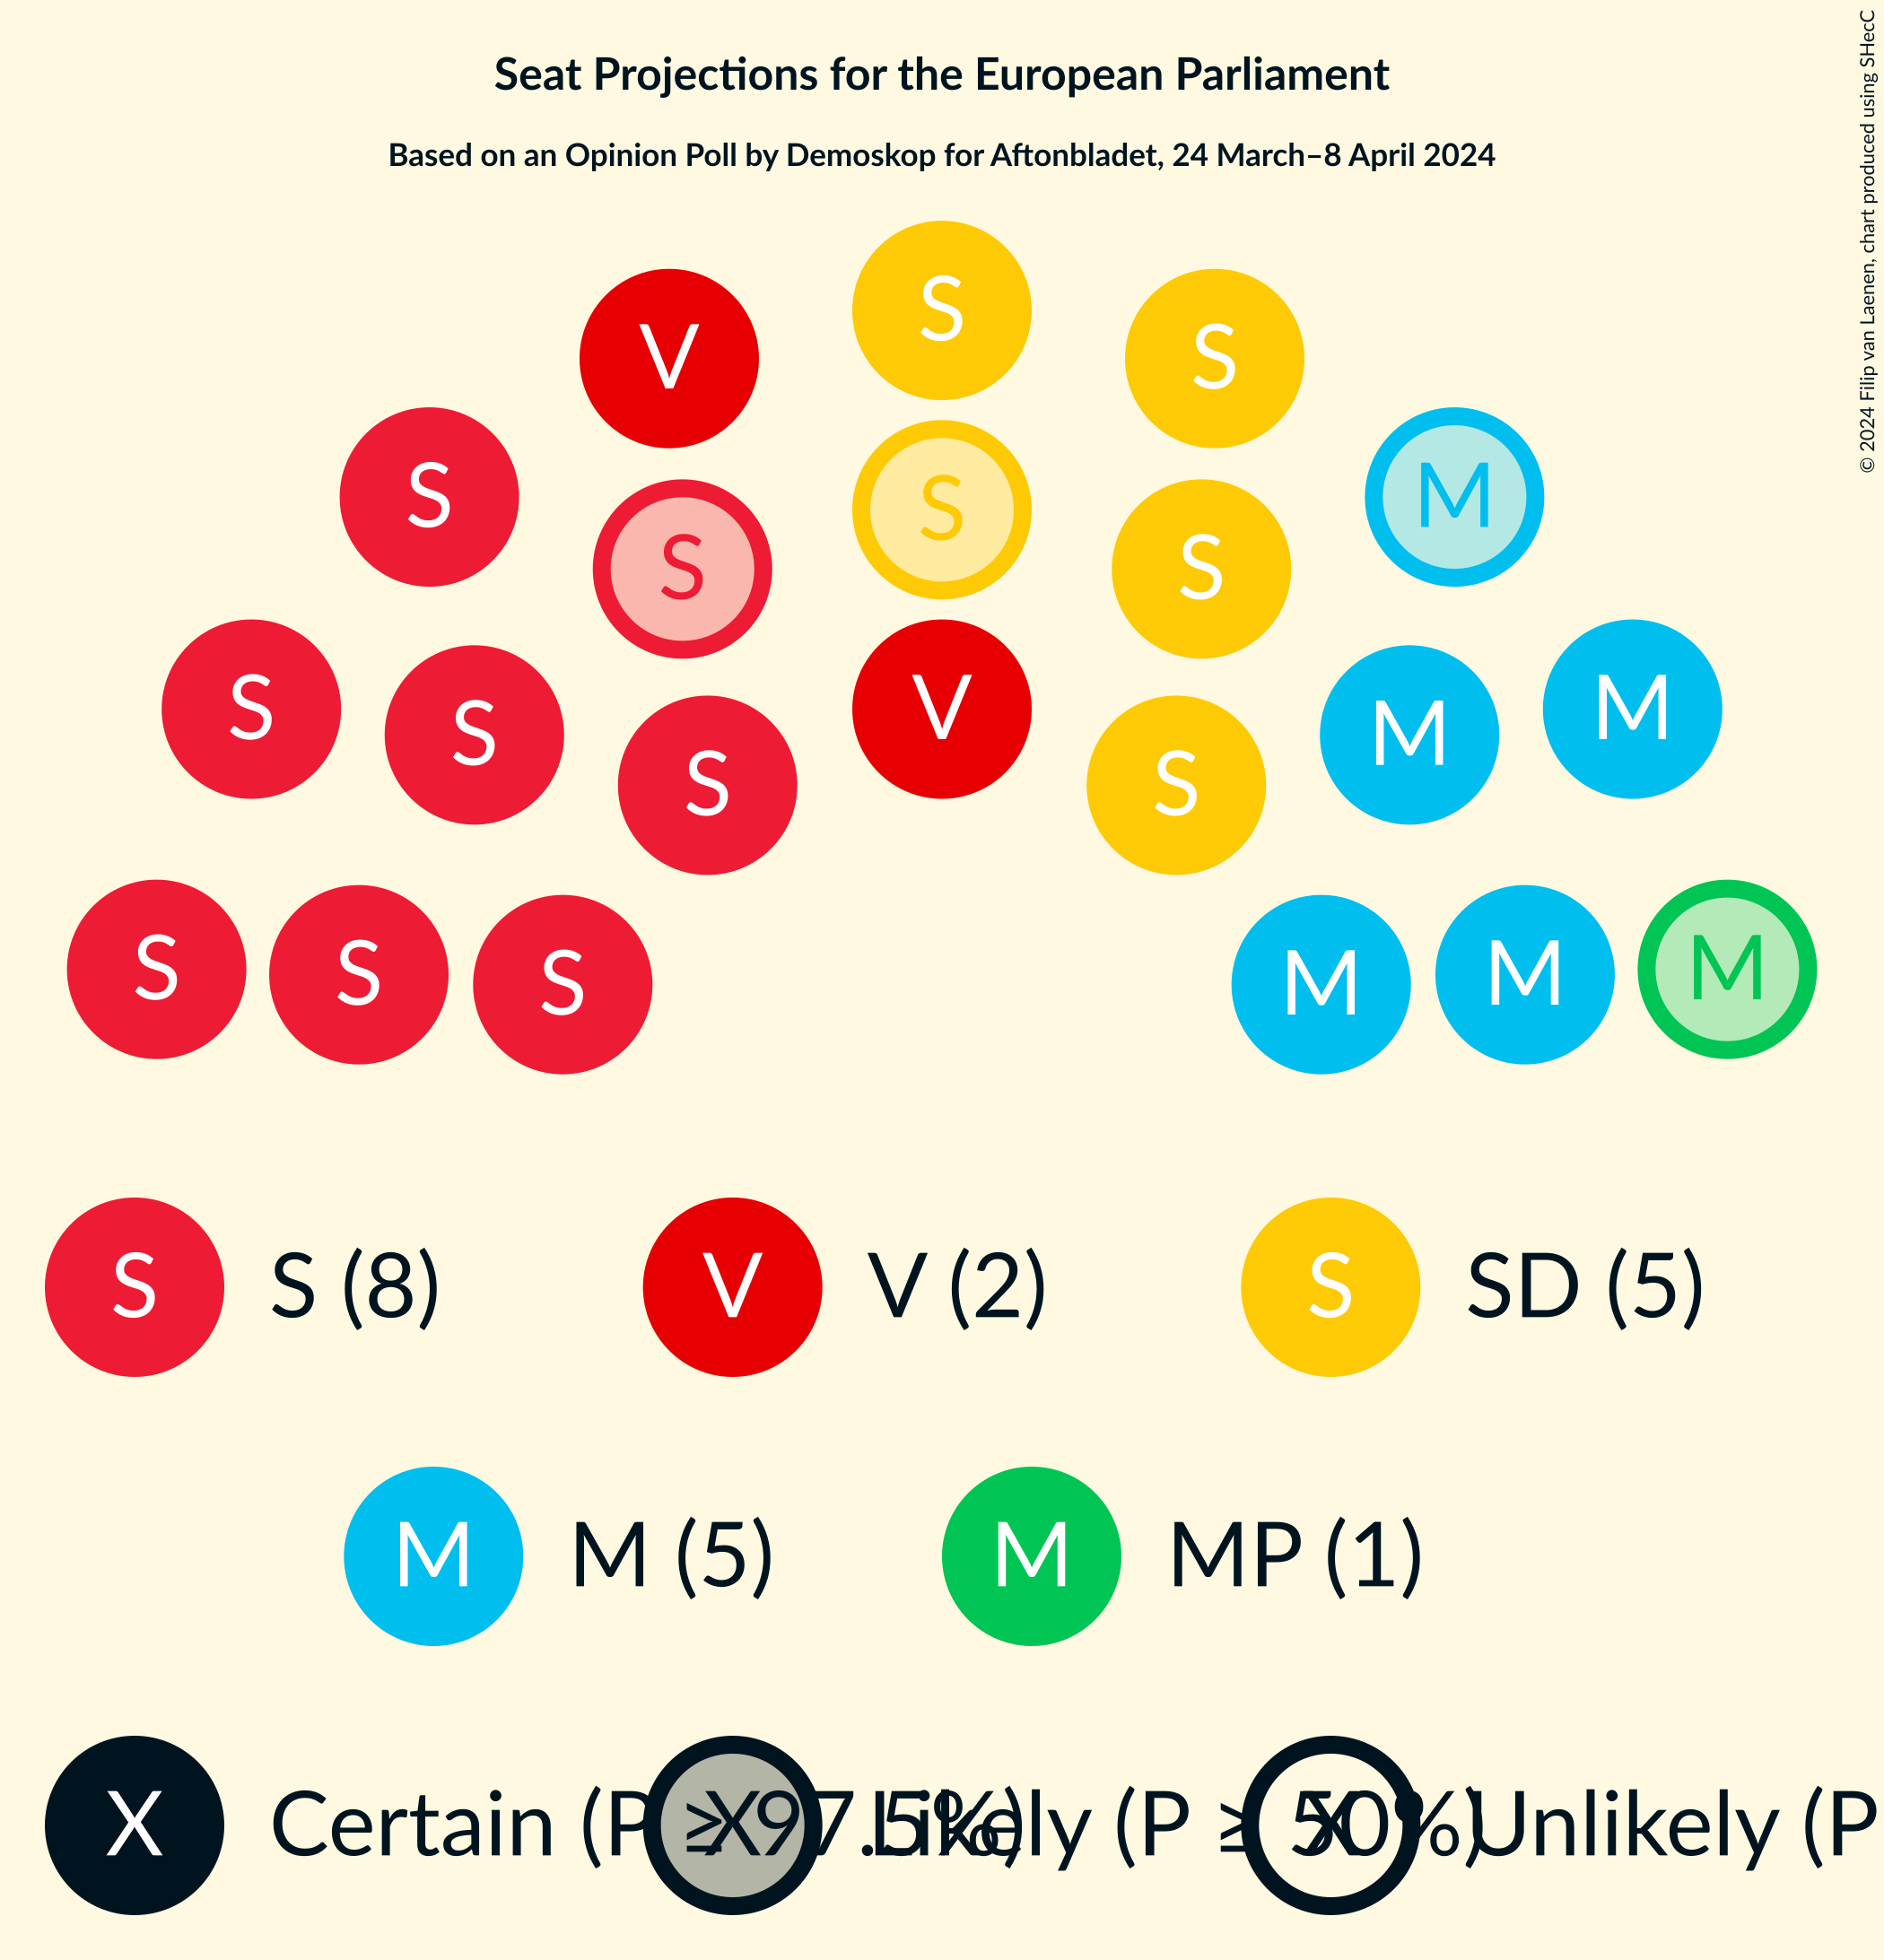 Seat Projections for the European Parliament
Based on an Opinion Poll by Demoskop for Aftonbladet, 24 March–8 April 2024
© 2024 Filip van Laenen, chart produced using SHecC
S
V S
S S
S M
S S
S M M
S S V S
S S S M M M
S S (8) V V (2) S SD (5)
M M (5) M MP (1)
X Certain (P ≥ 97.5%) X Likely (P ≥ 50%) X Unlikely (P